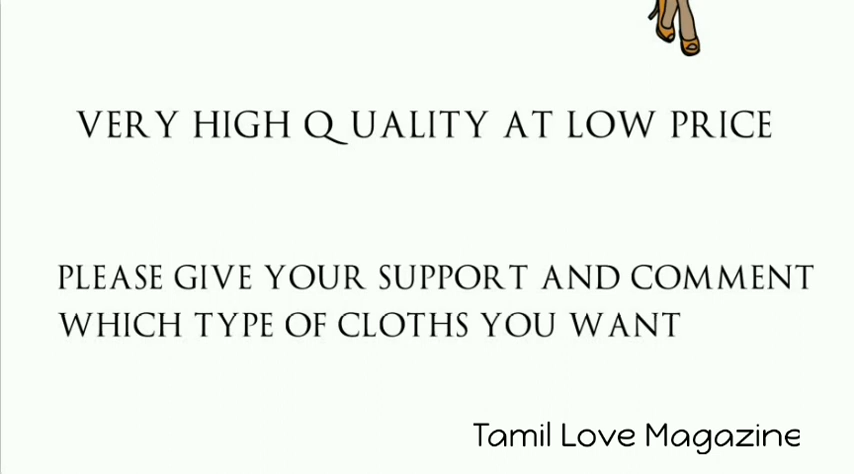 VERY HIGH QUALITY AT LOW PRICE
PLEASE GIVE YOUR SUPPORT AND COMMENT
WHICH TYPE OF CLOTHS YOU WANT
Tamil Love Magazine